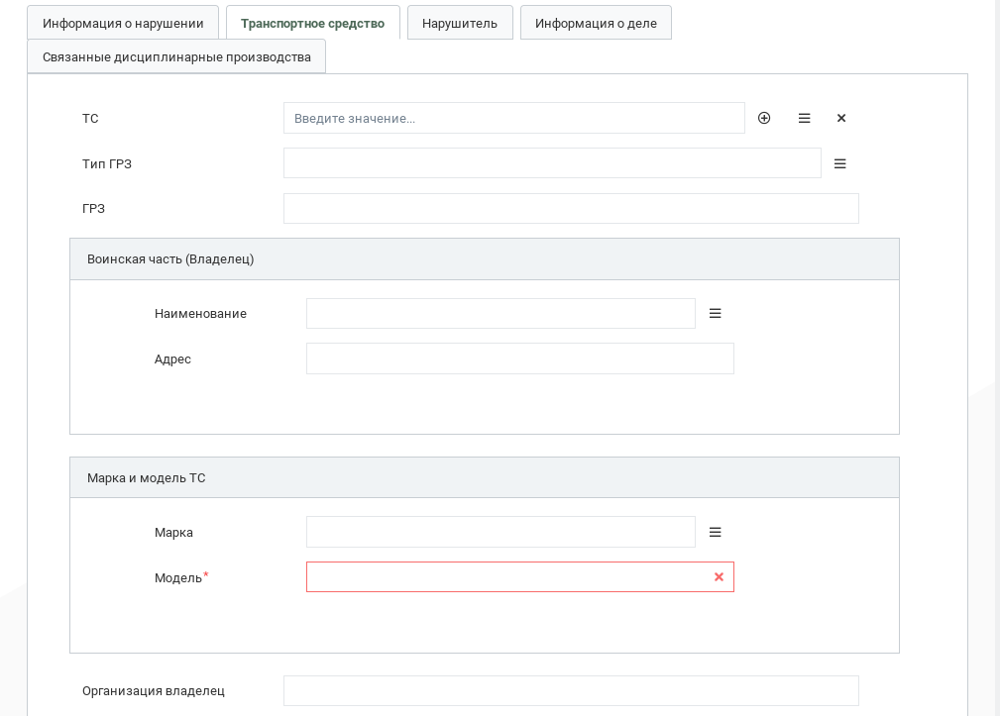 Информация о нарушении Транспортное средство Нарушитель Информация о деле
Связанные дисциплинарные производства
ТС Введите значение...
Тип ГРЗ
ГРЗ
Воинская часть (Владелец)
Наименование
Адрес
Марка и модель ТС
Марка
Модель*
Организация владелец